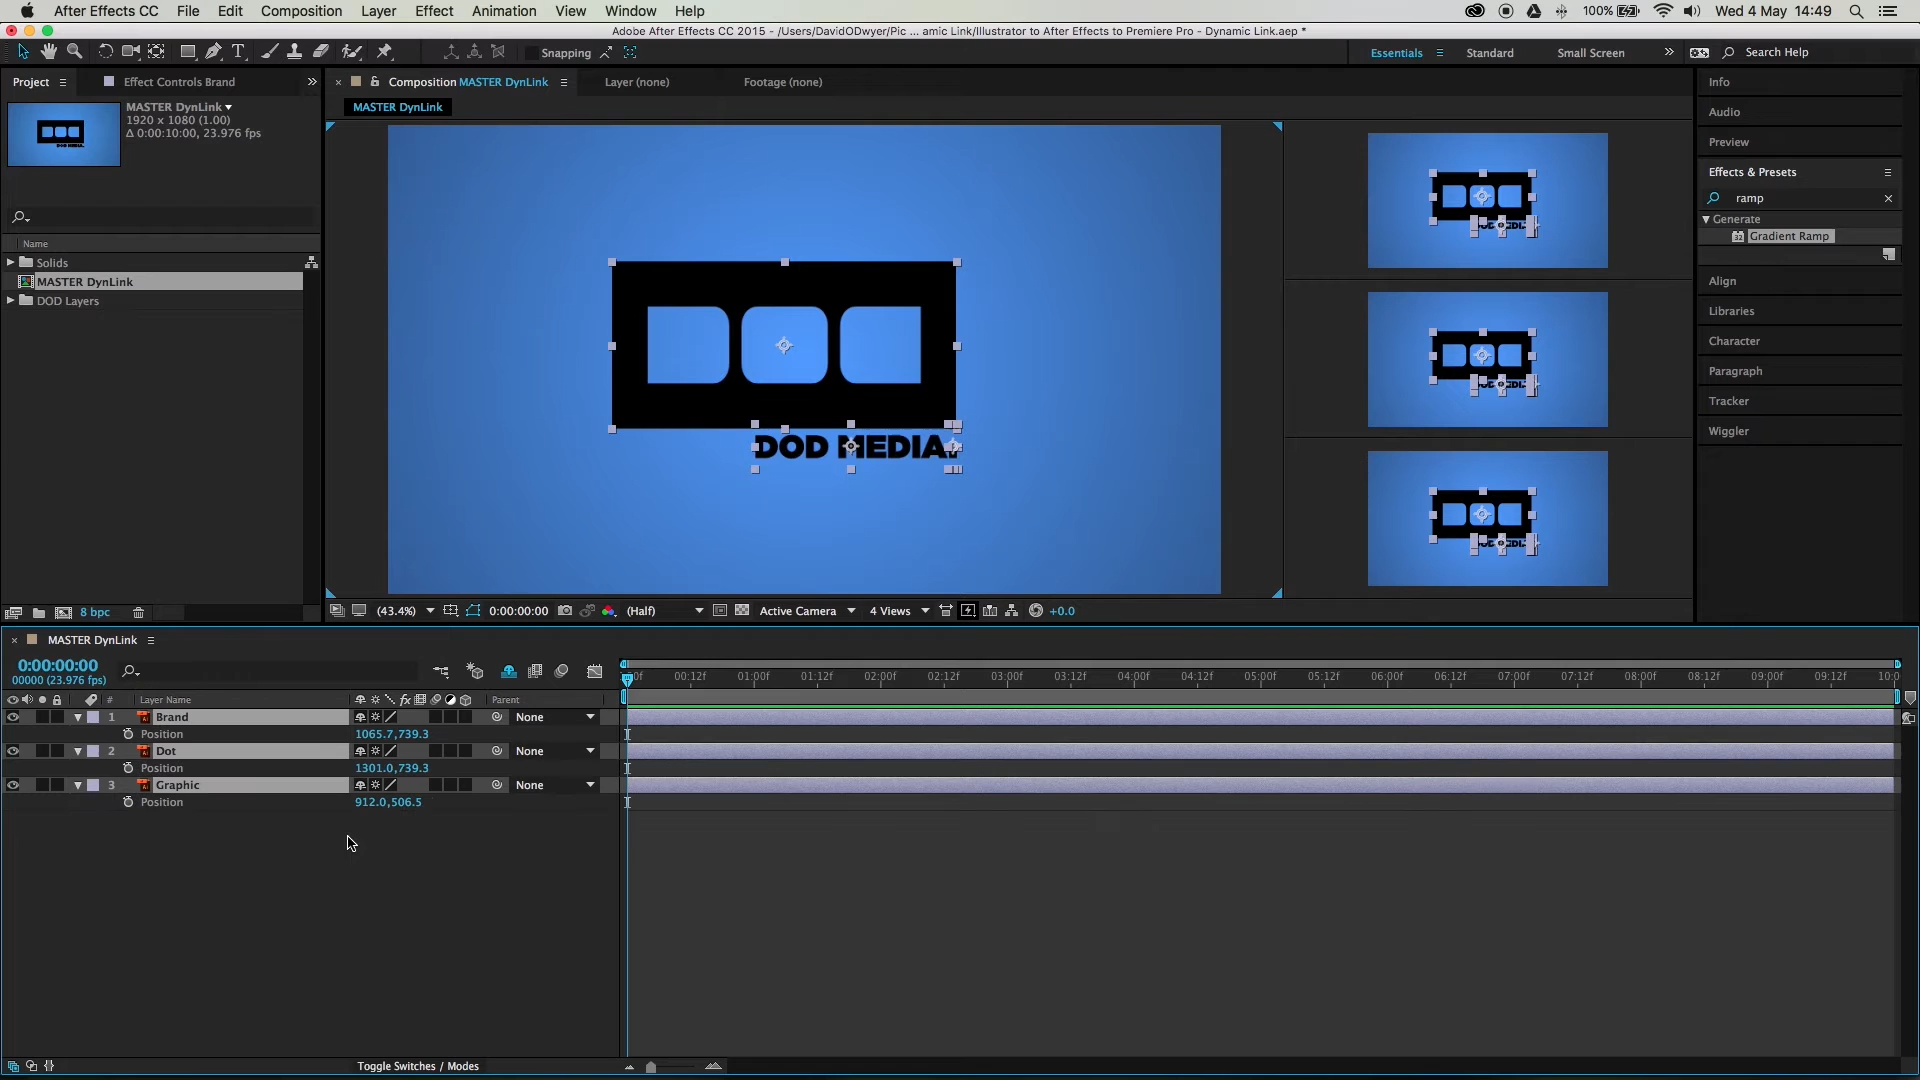 After Effects CC File Edit Composition Layer Effect Animation View Window Help 100% Wed 4 May 14:49
Adobe After Effects CC 2015 - /Users/DavidODwyer/Pic ... amic Link/Illustrator to After Effects to Premiere Pro - Dynamic Link.aep *
Snapping Essentials Standard Small Screen Search Help
Project Effect Controls Brand Composition MASTER DynLink Layer (none) Footage (none) Info
MASTER DynLink
1920 x 1080 (1.00)
Δ 0:00:10:00, 23.976 fps
MASTER DynLink
Audio
Preview
Effects & Presets
ramp
Generate
32 Gradient Ramp
Align
Libraries
Character
Paragraph
Tracker
Wiggler
Name
Solids
MASTER DynLink
DOD Layers
DOD MEDIA.
8 bpc (43.4%) 0:00:00:00 (Half) Active Camera 4 Views +0.0
MASTER DynLink
0:00:00:00
00000 (23.976 fps)
00:12f 01:00f 01:12f 02:00f 02:12f 03:00f 03:12f 04:00f 04:12f 05:00f 05:12f 06:00f 06:12f 07:00f 07:12f 08:00f 08:12f 09:00f 09:12f 10:0
# Layer Name fx Parent
1 Brand None
Position 1065.7,739.3
2 Dot None
Position 1301.0,739.3
3 Graphic None
Position 912.0,506.5
Toggle Switches / Modes